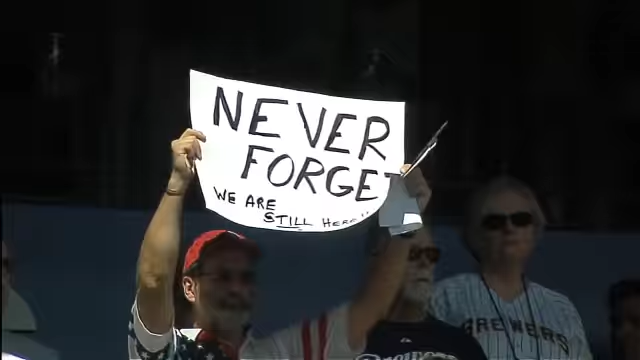 NEVER
FORGET
WE ARE
STILL HERE!!
BREWERS